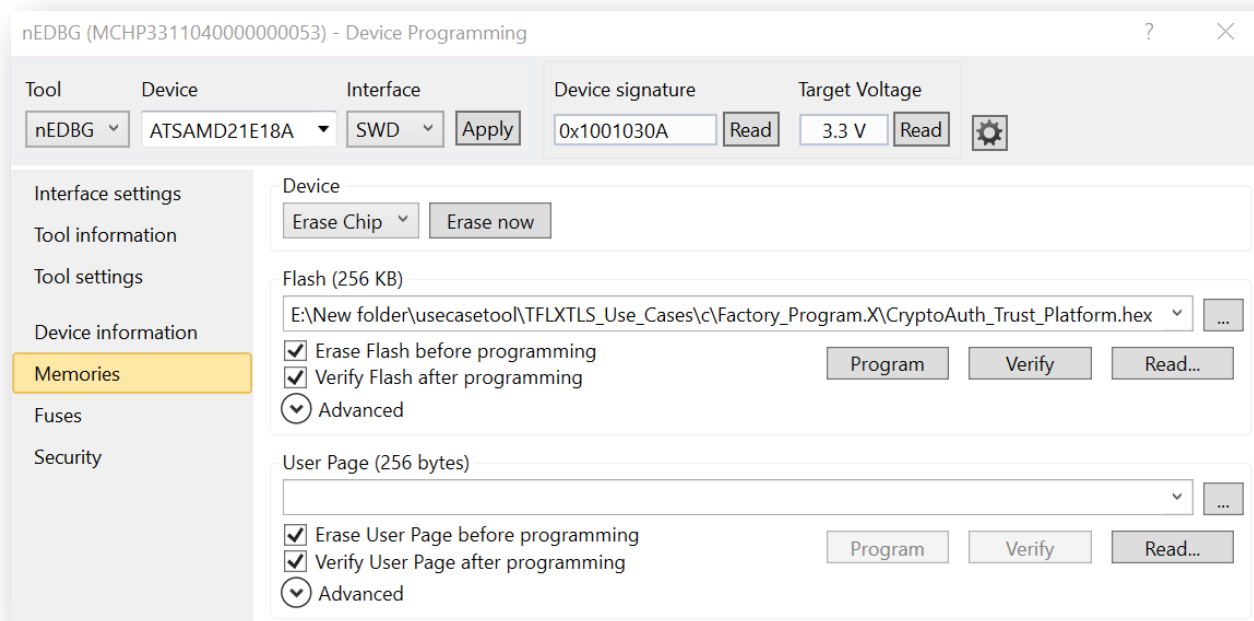 nEDBG (MCHP3311040000000053) - Device Programming
?
Tool Device Interface Device signature Target Voltage
nEDBG ATSAMD21E18A SWD Apply 0x1001030A Read 3.3 V Read
Interface settings
Tool information
Tool settings
Device information
Memories
Fuses
Security
Device
Erase Chip Erase now
Flash (256 KB)
E:\New folder\usecasetool\TFLXTLS_Use_Cases\c\Factory_Program.X\CryptoAuth_Trust_Platform.hex ...
Erase Flash before programming
Verify Flash after programming
Program Verify Read...
Advanced
User Page (256 bytes)
...
Erase User Page before programming
Verify User Page after programming
Program Verify Read...
Advanced